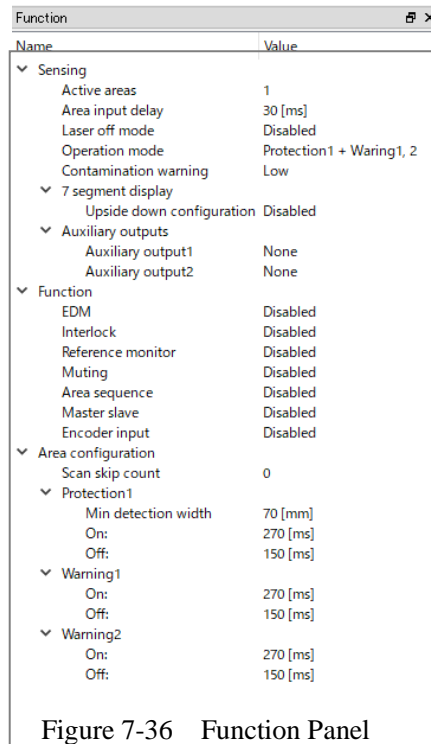 Function
Name Value
Sensing
Active areas 1
Area input delay 30 [ms]
Laser off mode Disabled
Operation mode Protection1 + Waring1, 2
Contamination warning Low
7 segment display
Upside down configuration Disabled
Auxiliary outputs
Auxiliary output1 None
Auxiliary output2 None
Function
EDM Disabled
Interlock Disabled
Reference monitor Disabled
Muting Disabled
Area sequence Disabled
Master slave Disabled
Encoder input Disabled
Area configuration
Scan skip count 0
Protection1
Min detection width 70 [mm]
On: 270 [ms]
Off: 150 [ms]
Warning1
On: 270 [ms]
Off: 150 [ms]
Warning2
On: 270 [ms]
Off: 150 [ms]
Figure 7-36 Function Panel